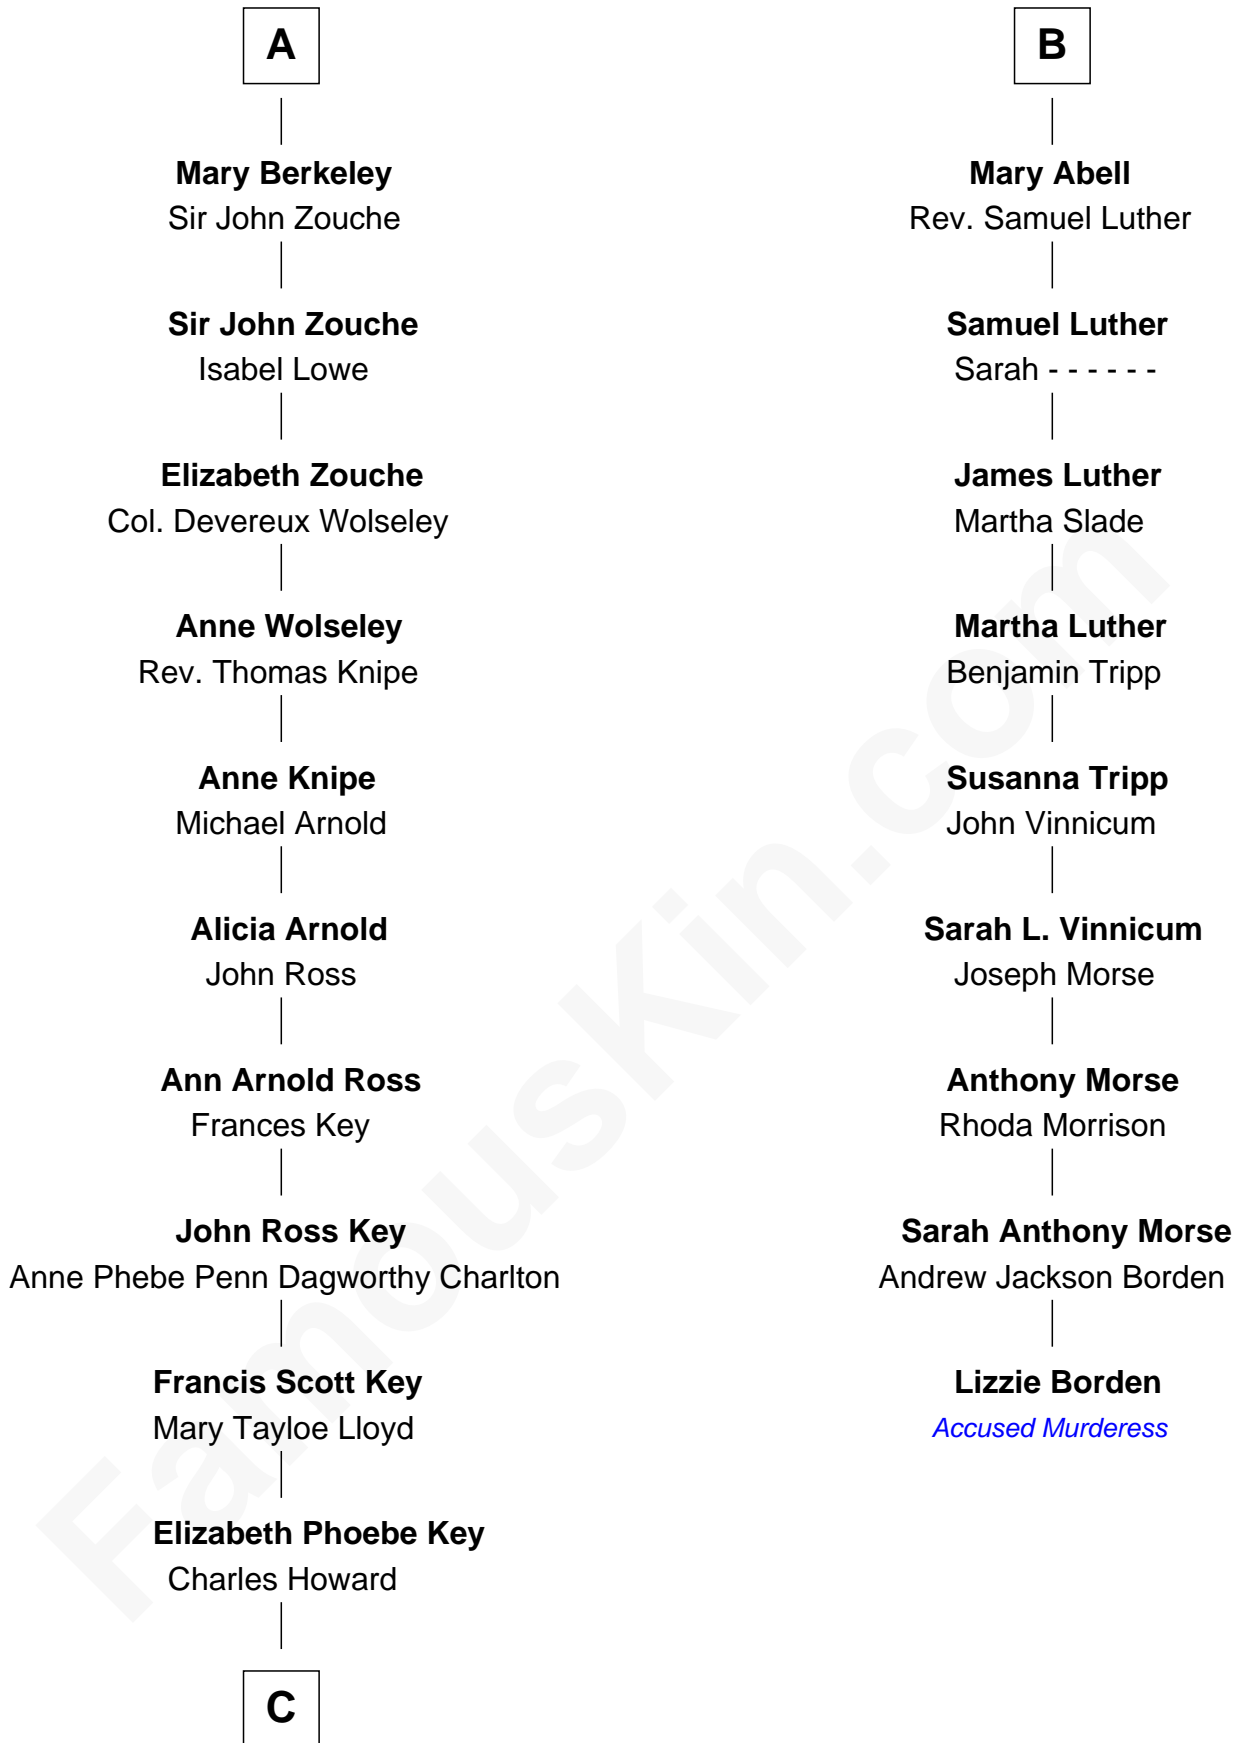 A
Mary Berkeley
Sir John Zouche
Sir John Zouche
Isabel Lowe
Elizabeth Zouche
Col. Devereux Wolseley
Anne Wolseley
Rev. Thomas Knipe
Anne Knipe
Michael Arnold
Alicia Arnold
John Ross
Ann Arnold Ross
Frances Key
John Ross Key
Anne Phebe Penn Dagworthy Charlton
Francis Scott Key
Mary Tayloe Lloyd
Elizabeth Phoebe Key
Charles Howard
C
B
Mary Abell
Rev. Samuel Luther
Samuel Luther
Sarah - - - - - -
James Luther
Martha Slade
Martha Luther
Benjamin Tripp
Susanna Tripp
John Vinnicum
Sarah L. Vinnicum
Joseph Morse
Anthony Morse
Rhoda Morrison
Sarah Anthony Morse
Andrew Jackson Borden
Lizzie Borden
Accused Murderess
FamousKin.com